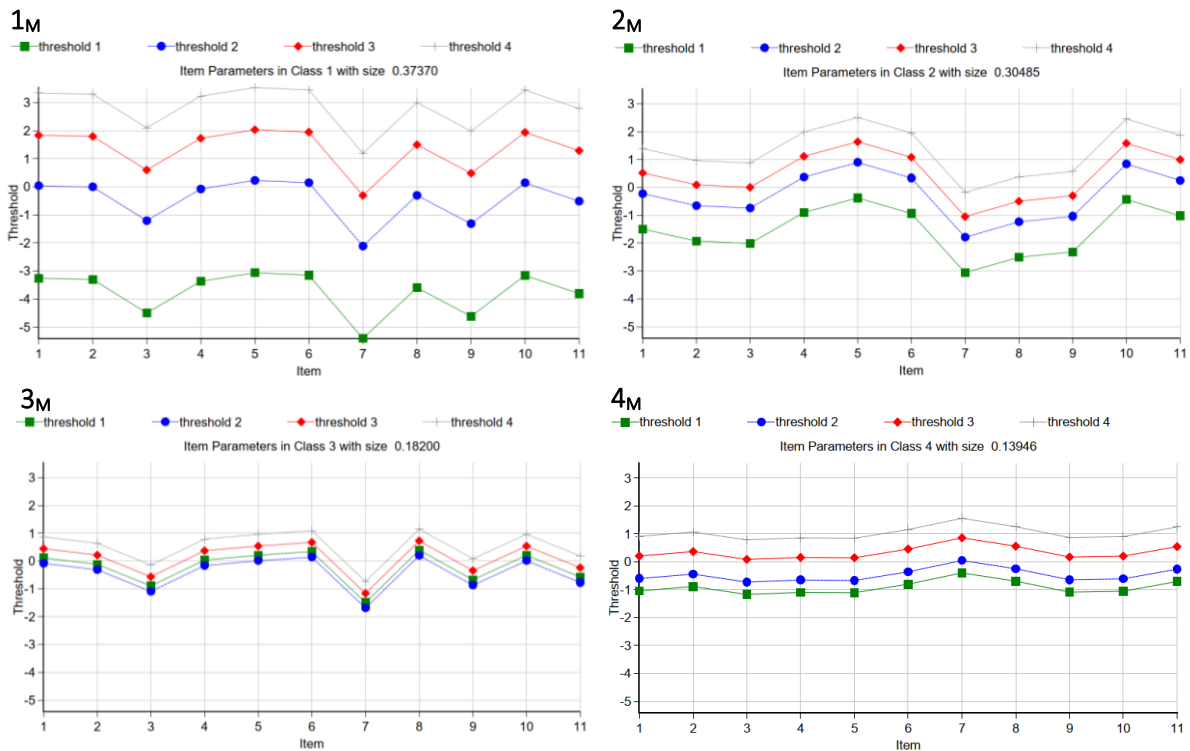 1M
threshold 1 threshold 2 threshold 3 threshold 4
Item Parameters in Class 1 with size 0.37370
3
2
1
0
-1
-2
-3
-4
-5
Threshold
1 2 3 4 5 6 7 8 9 10 11
Item
2M
threshold 1 threshold 2 threshold 3 threshold 4
Item Parameters in Class 2 with size 0.30485
3
2
1
0
-1
-2
-3
-4
-5
Threshold
1 2 3 4 5 6 7 8 9 10 11
Item
3M
threshold 1 threshold 2 threshold 3 threshold 4
Item Parameters in Class 3 with size 0.18200
3
2
1
0
-1
-2
-3
-4
-5
Threshold
1 2 3 4 5 6 7 8 9 10 11
Item
4M
threshold 1 threshold 2 threshold 3 threshold 4
Item Parameters in Class 4 with size 0.13946
3
2
1
0
-1
-2
-3
-4
-5
Threshold
1 2 3 4 5 6 7 8 9 10 11
Item